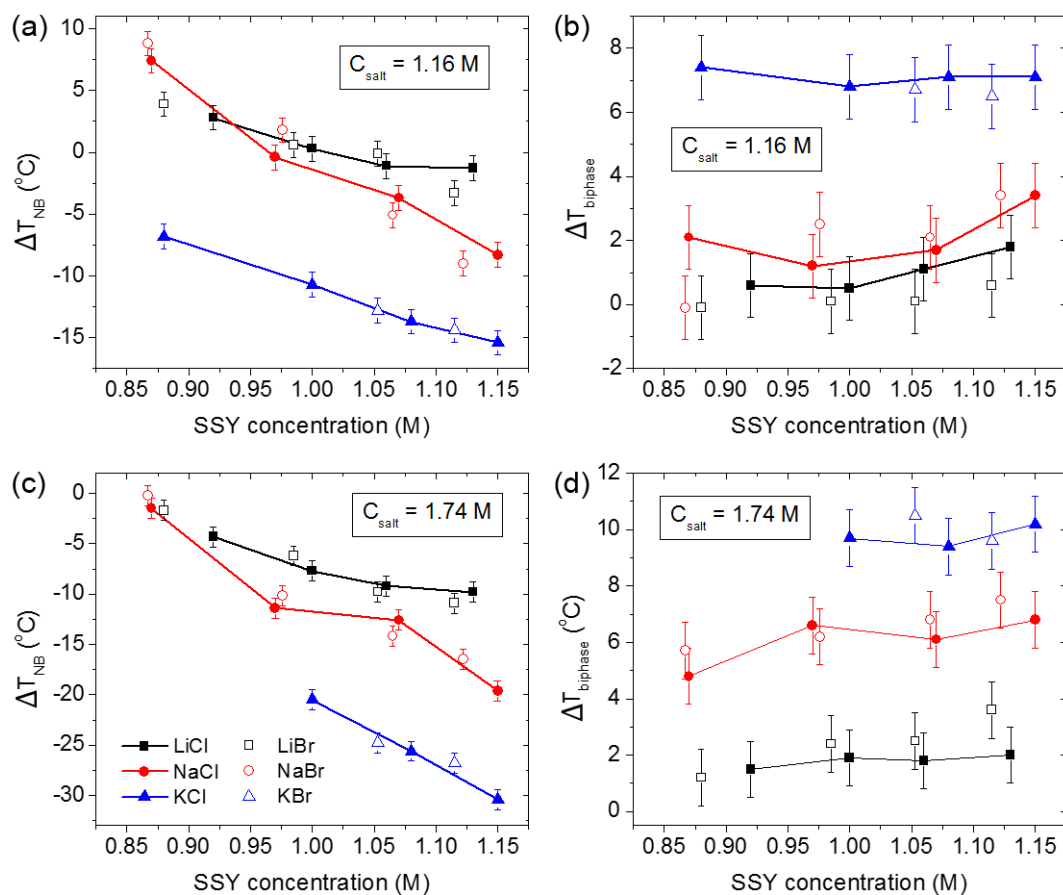 (a)
10
5
0
-5
-10
-15
ΔT_NB (°C)
C_salt = 1.16 M
0.85 0.90 0.95 1.00 1.05 1.10 1.15
SSY concentration (M)
(b)
8
6
4
2
0
-2
ΔT_biphase
C_salt = 1.16 M
0.85 0.90 0.95 1.00 1.05 1.10 1.15
SSY concentration (M)
(c)
0
-5
-10
-15
-20
-25
-30
ΔT_NB (°C)
C_salt = 1.74 M
LiCl LiBr
NaCl NaBr
KCl KBr
0.85 0.90 0.95 1.00 1.05 1.10 1.15
SSY concentration (M)
(d)
12
10
8
6
4
2
0
ΔT_biphase (°C)
C_salt = 1.74 M
0.85 0.90 0.95 1.00 1.05 1.10 1.15
SSY concentration (M)